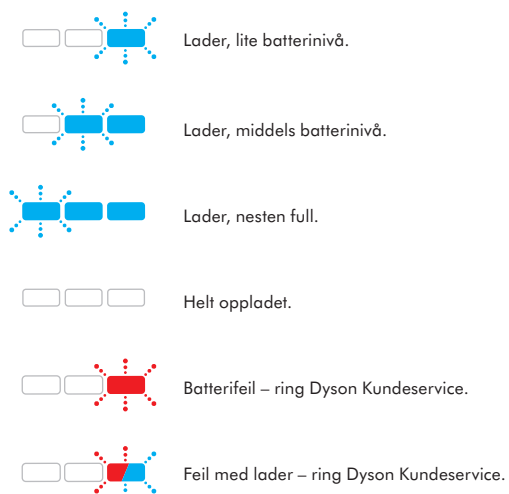 Lader, lite batterinivå.
Lader, middels batterinivå.
Lader, nesten full.
Helt oppladet.
Batterifeil – ring Dyson Kundeservice.
Feil med lader – ring Dyson Kundeservice.